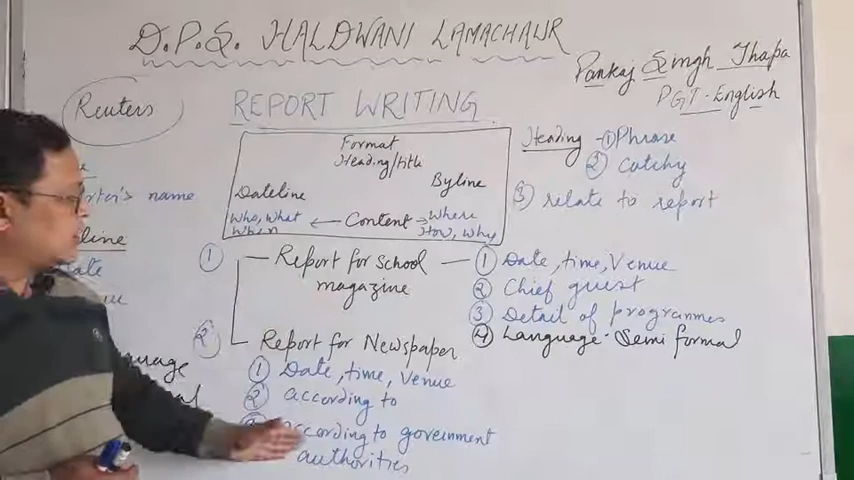 D.P.S. HALDWANI LAMACHAUR
Pankaj Singh Thapa
PGT-English
Reuters
REPORT WRITING
Format
Heading/title
Dateline
Byline
Who, What
When
Content
Where
How, Why
Heading - ① Phrase
② Catchy
③ relate to report
name
① Report for School
magazine
① Date, time, Venue
② Chief guest
③ Detail of programmes
④ Language - Semi formal
② Report for Newspaper
① Date, time, Venue
② according to
according to government
authorities